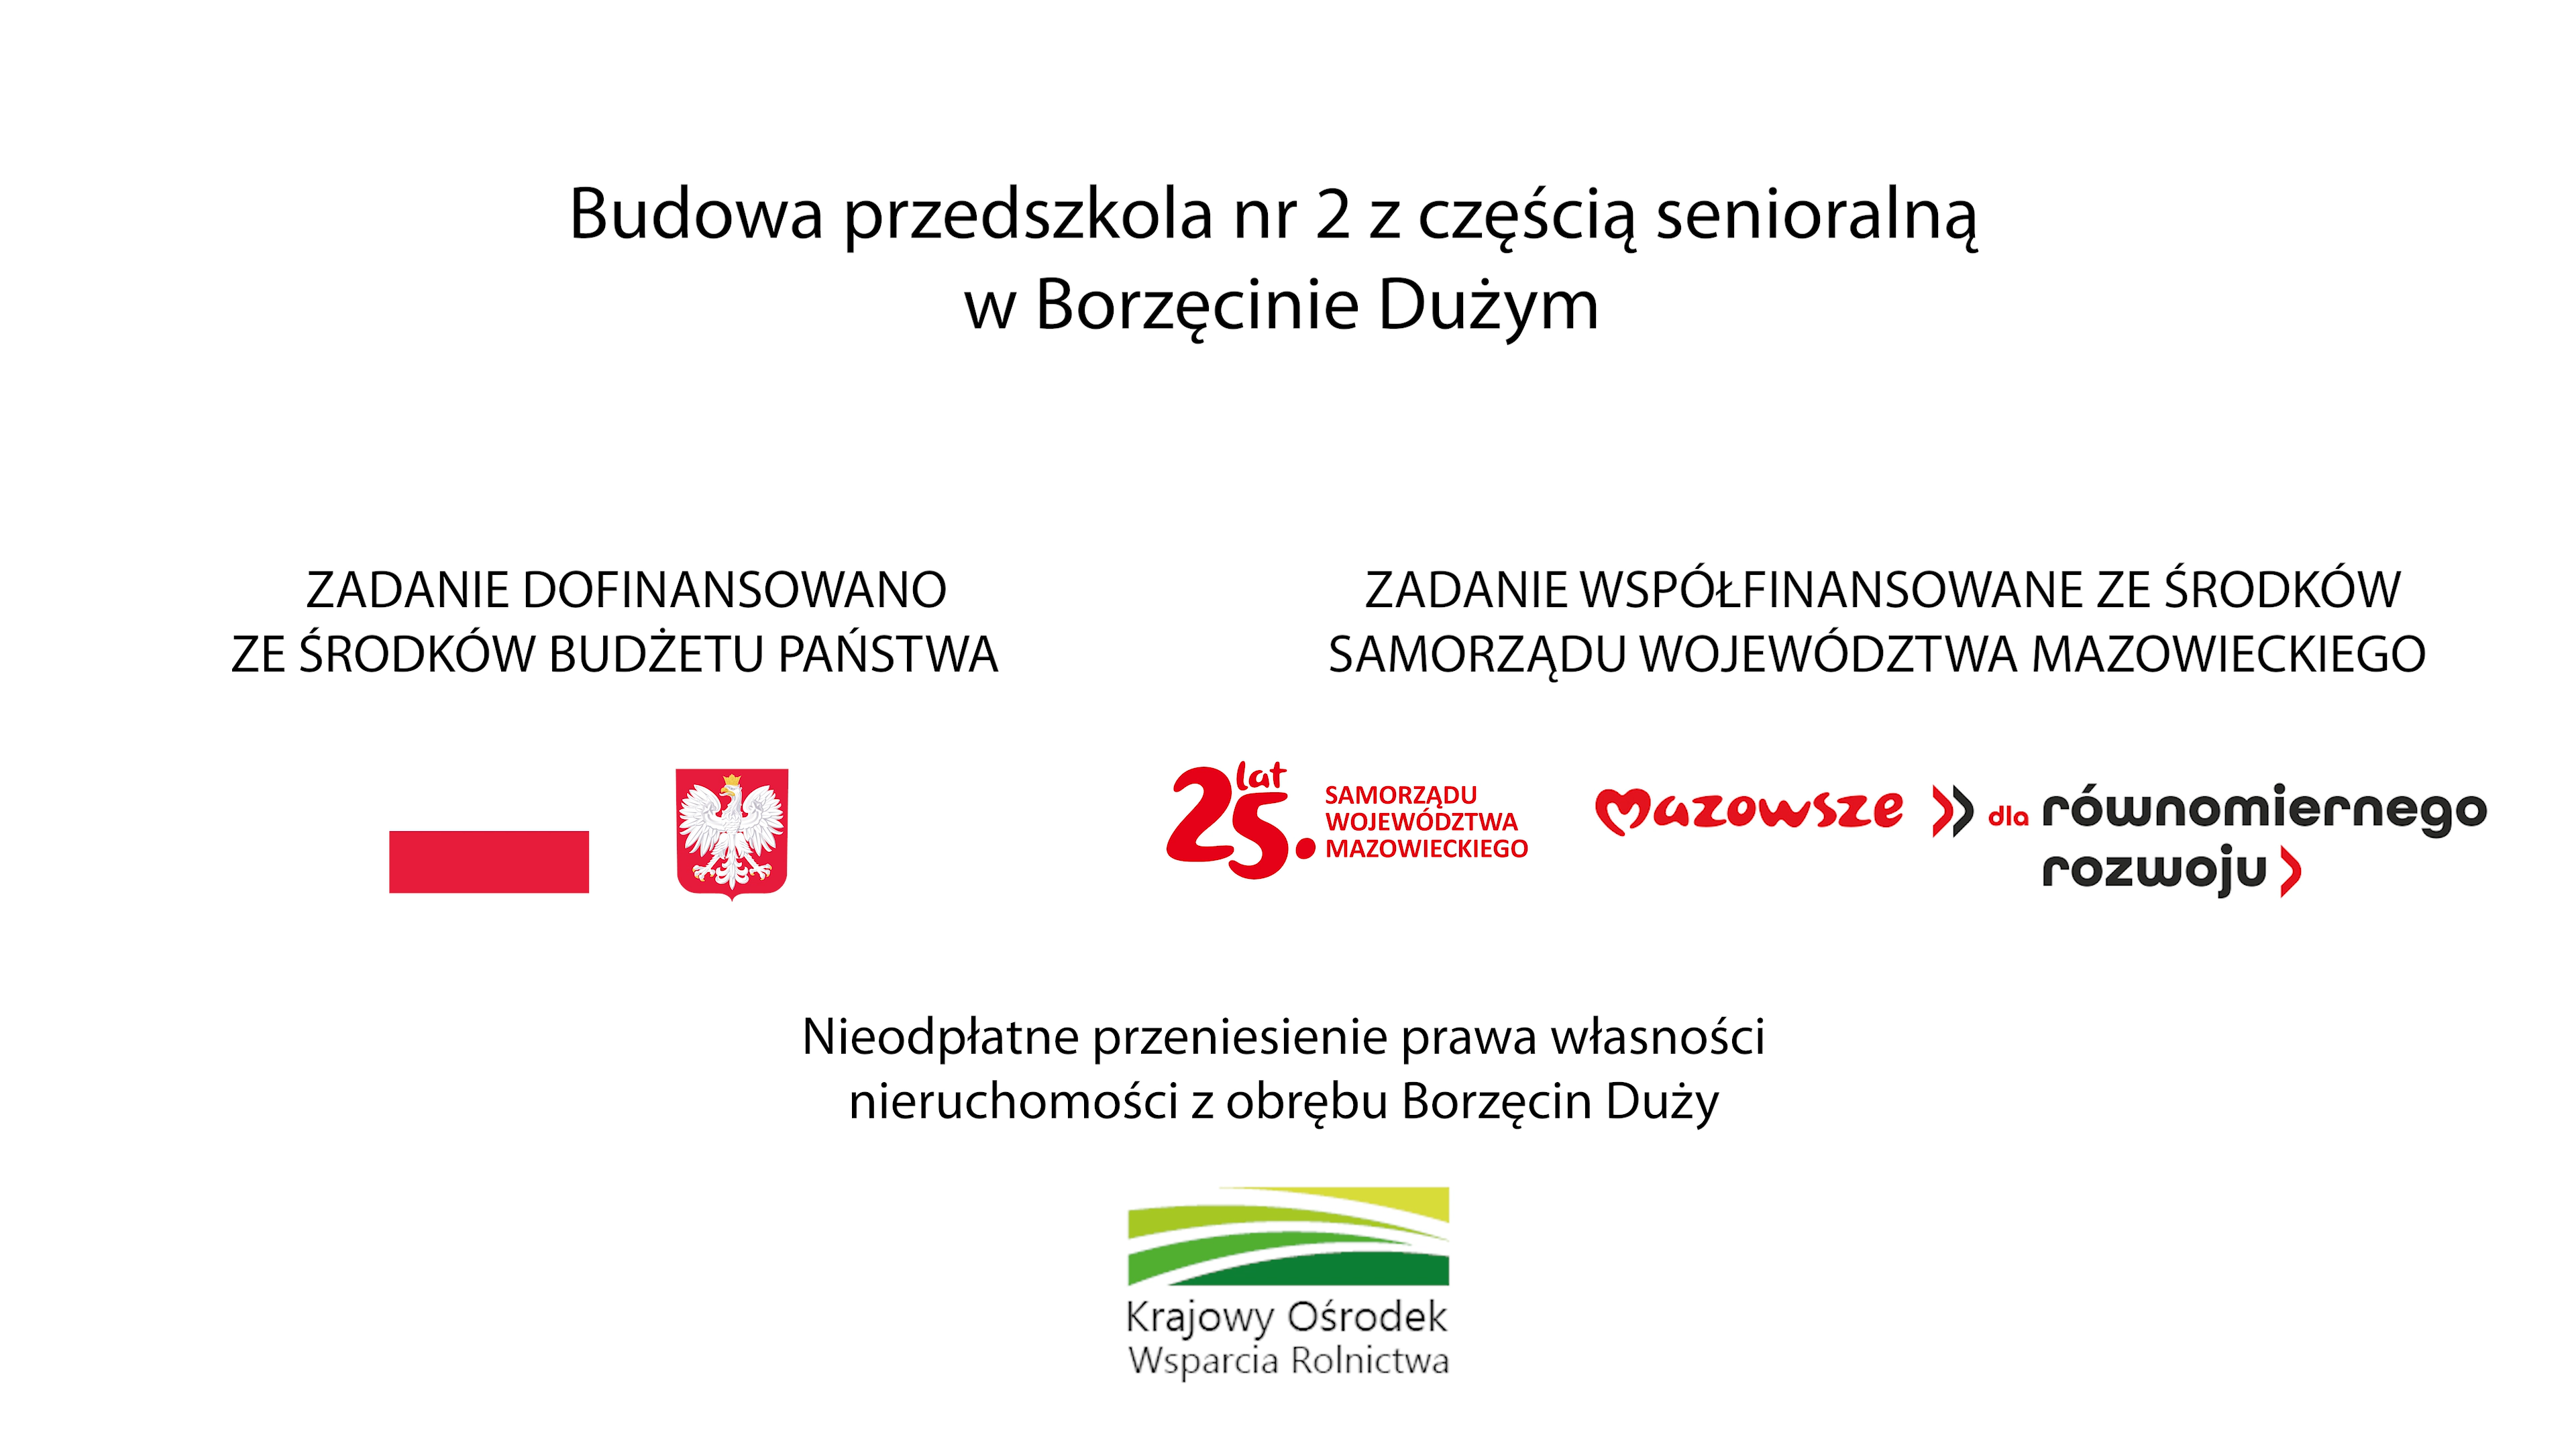 Budowa przedszkola nr 2 z częścią senioralną
w Borzęcinie Dużym
ZADANIE DOFINANSOWANO
ZE ŚRODKÓW BUDŻETU PAŃSTWA
ZADANIE WSPÓŁFINANSOWANE ZE ŚRODKÓW
SAMORZĄDU WOJEWÓDZTWA MAZOWIECKIEGO
25. lat
SAMORZĄDU
WOJEWÓDZTWA
MAZOWIECKIEGO
mazowsze dla równomiernego
rozwoju
Nieodpłatne przeniesienie prawa własności
nieruchomości z obrębu Borzęcin Duży
Krajowy Ośrodek
Wsparcia Rolnictwa